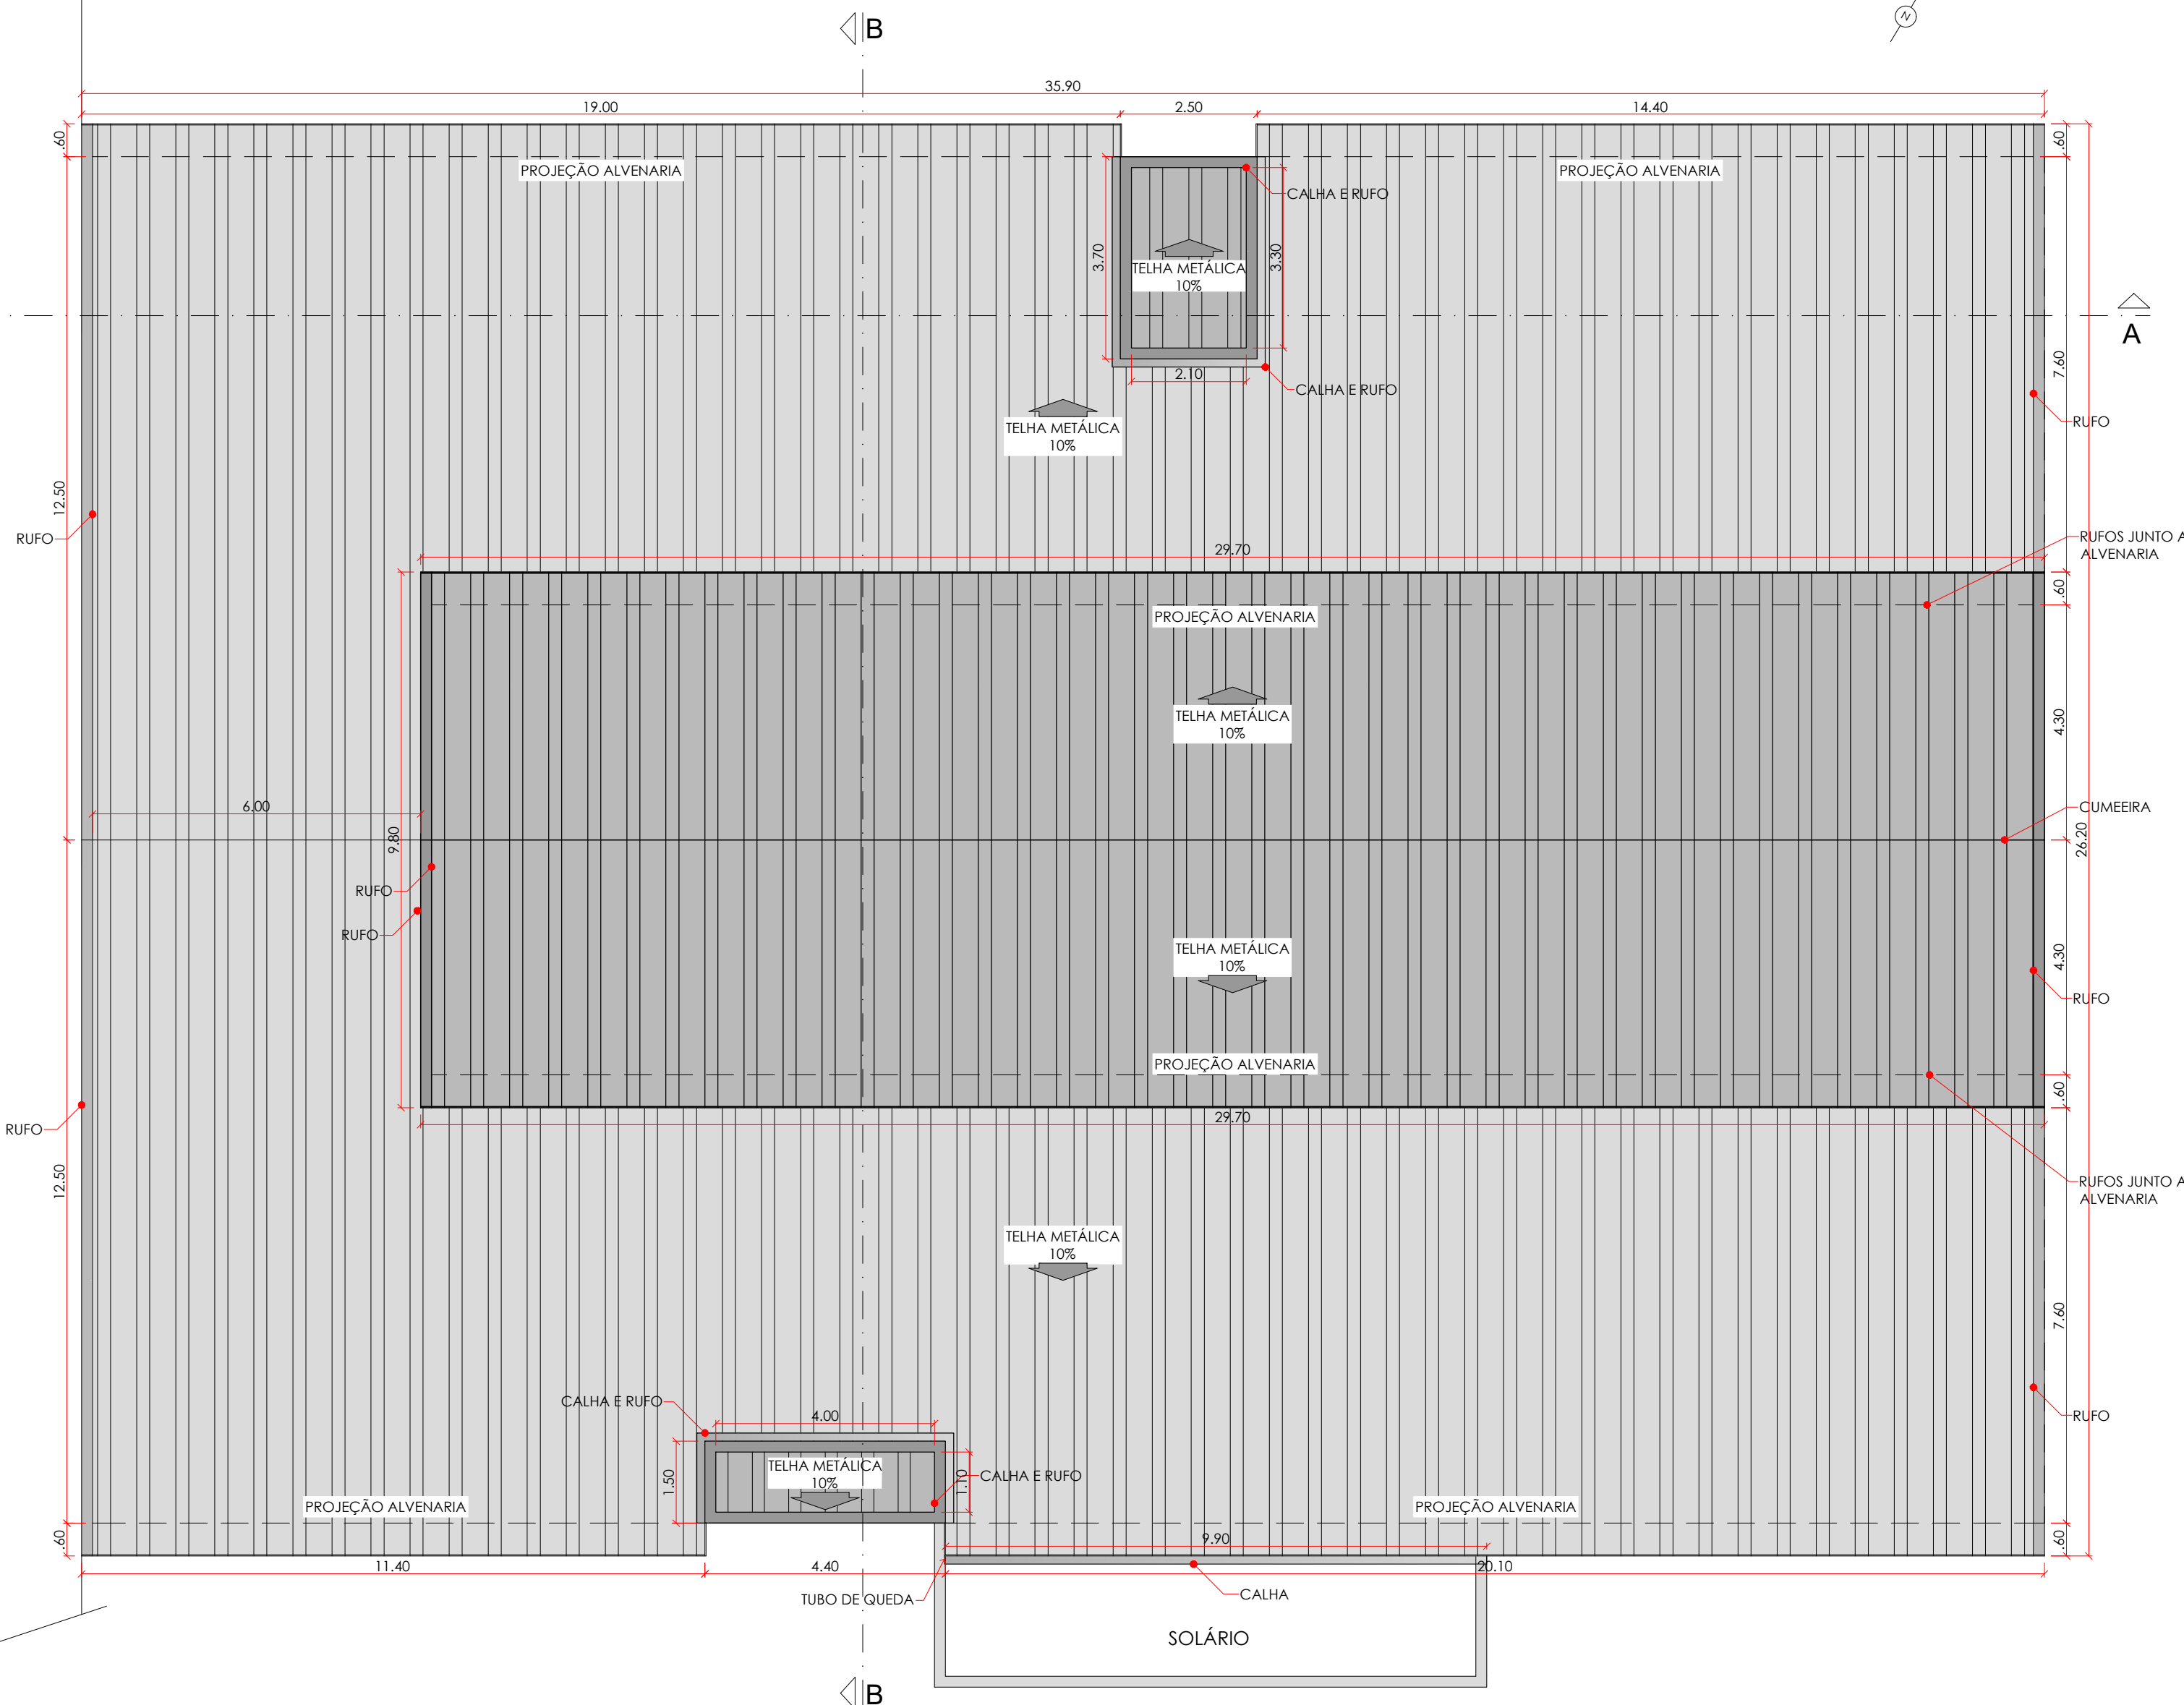 B
N
35.90
19.00
2.50
14.40
.60
.60
PROJEÇÃO ALVENARIA
PROJEÇÃO ALVENARIA
CALHA E RUFO
3.70
3.30
TELHA METÁLICA
10%
A
7.60
2.10
CALHA E RUFO
RUFO
TELHA METÁLICA
10%
12.50
RUFO
RUFOS JUNTO A
ALVENARIA
29.70
.60
PROJEÇÃO ALVENARIA
TELHA METÁLICA
10%
4.30
6.00
CUMEEIRA
9.80
26.20
RUFO
RUFO
TELHA METÁLICA
10%
4.30
RUFO
PROJEÇÃO ALVENARIA
.60
29.70
RUFO
12.50
RUFOS JUNTO A
ALVENARIA
TELHA METÁLICA
10%
7.60
CALHA E RUFO
4.00
RUFO
1.50
TELHA METÁLICA
10%
1.10
CALHA E RUFO
PROJEÇÃO ALVENARIA
PROJEÇÃO ALVENARIA
.60
9.90
.60
11.40
4.40
20.10
TUBO DE QUEDA
CALHA
SOLÁRIO
B